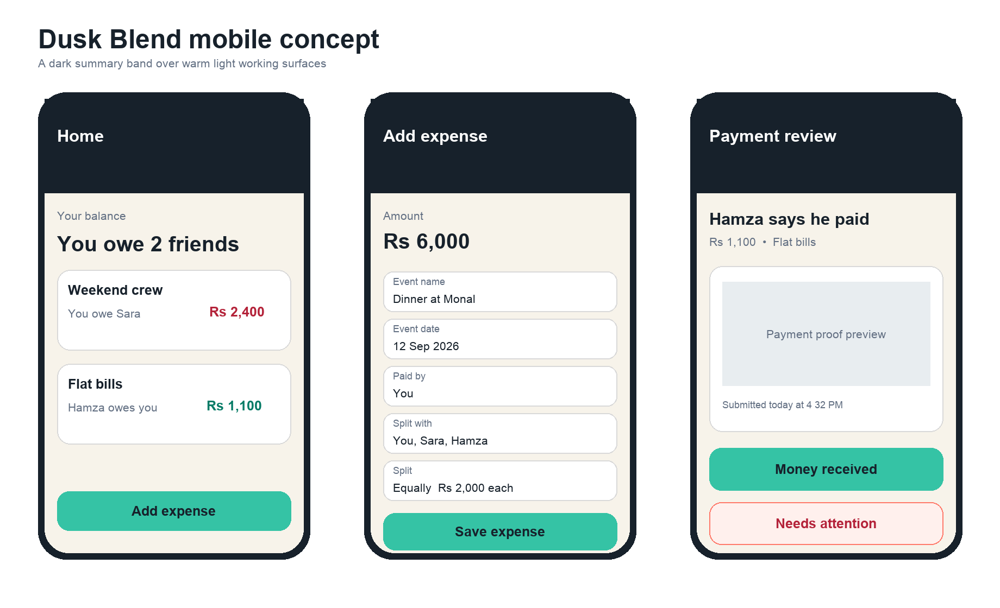 Dusk Blend mobile concept
A dark summary band over warm light working surfaces
Home
Your balance
You owe 2 friends
Weekend crew
You owe Sara
Rs 2,400
Flat bills
Hamza owes you
Rs 1,100
Add expense
Add expense
Amount
Rs 6,000
Event name
Dinner at Monal
Event date
12 Sep 2026
Paid by
You
Split with
You, Sara, Hamza
Split
Equally  Rs 2,000 each
Save expense
Payment review
Hamza says he paid
Rs 1,100 • Flat bills
Payment proof preview
Submitted today at 4 32 PM
Money received
Needs attention